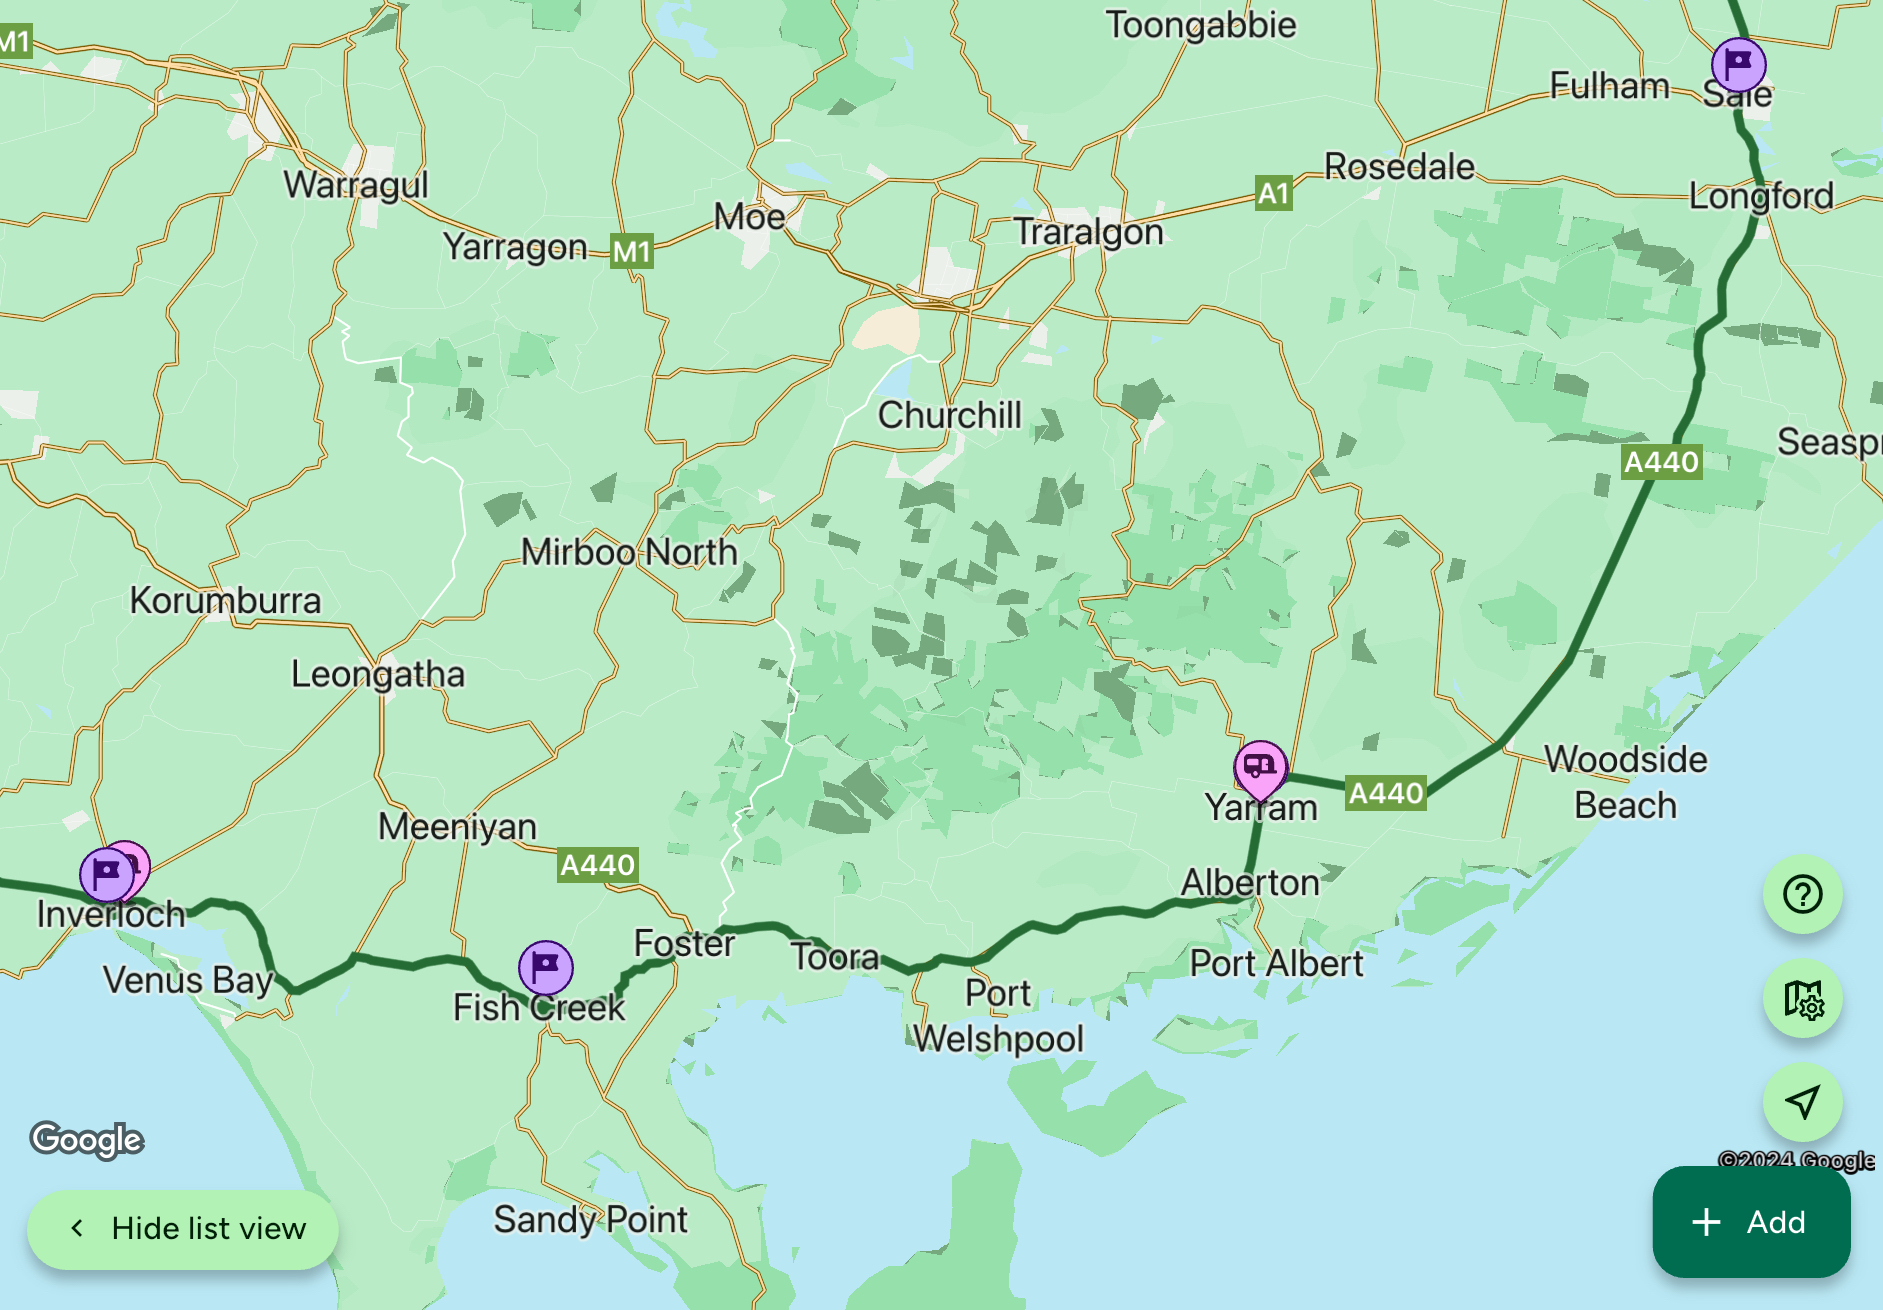 Toongabbie
M1
Fulham
Sale
Rosedale
Warragul
A1
Longford
Moe
Traralgon
Yarragon
M1
Churchill
Seaspr
A440
Mirboo North
Korumburra
Leongatha
Woodside
Beach
A440
Yarram
Meeniyan
A440
Alberton
Inverloch
Foster
Toora
Port Albert
Venus Bay
Fish Creek
Port
Welshpool
Google
©2024 Google
Sandy Point
Hide list view
Add